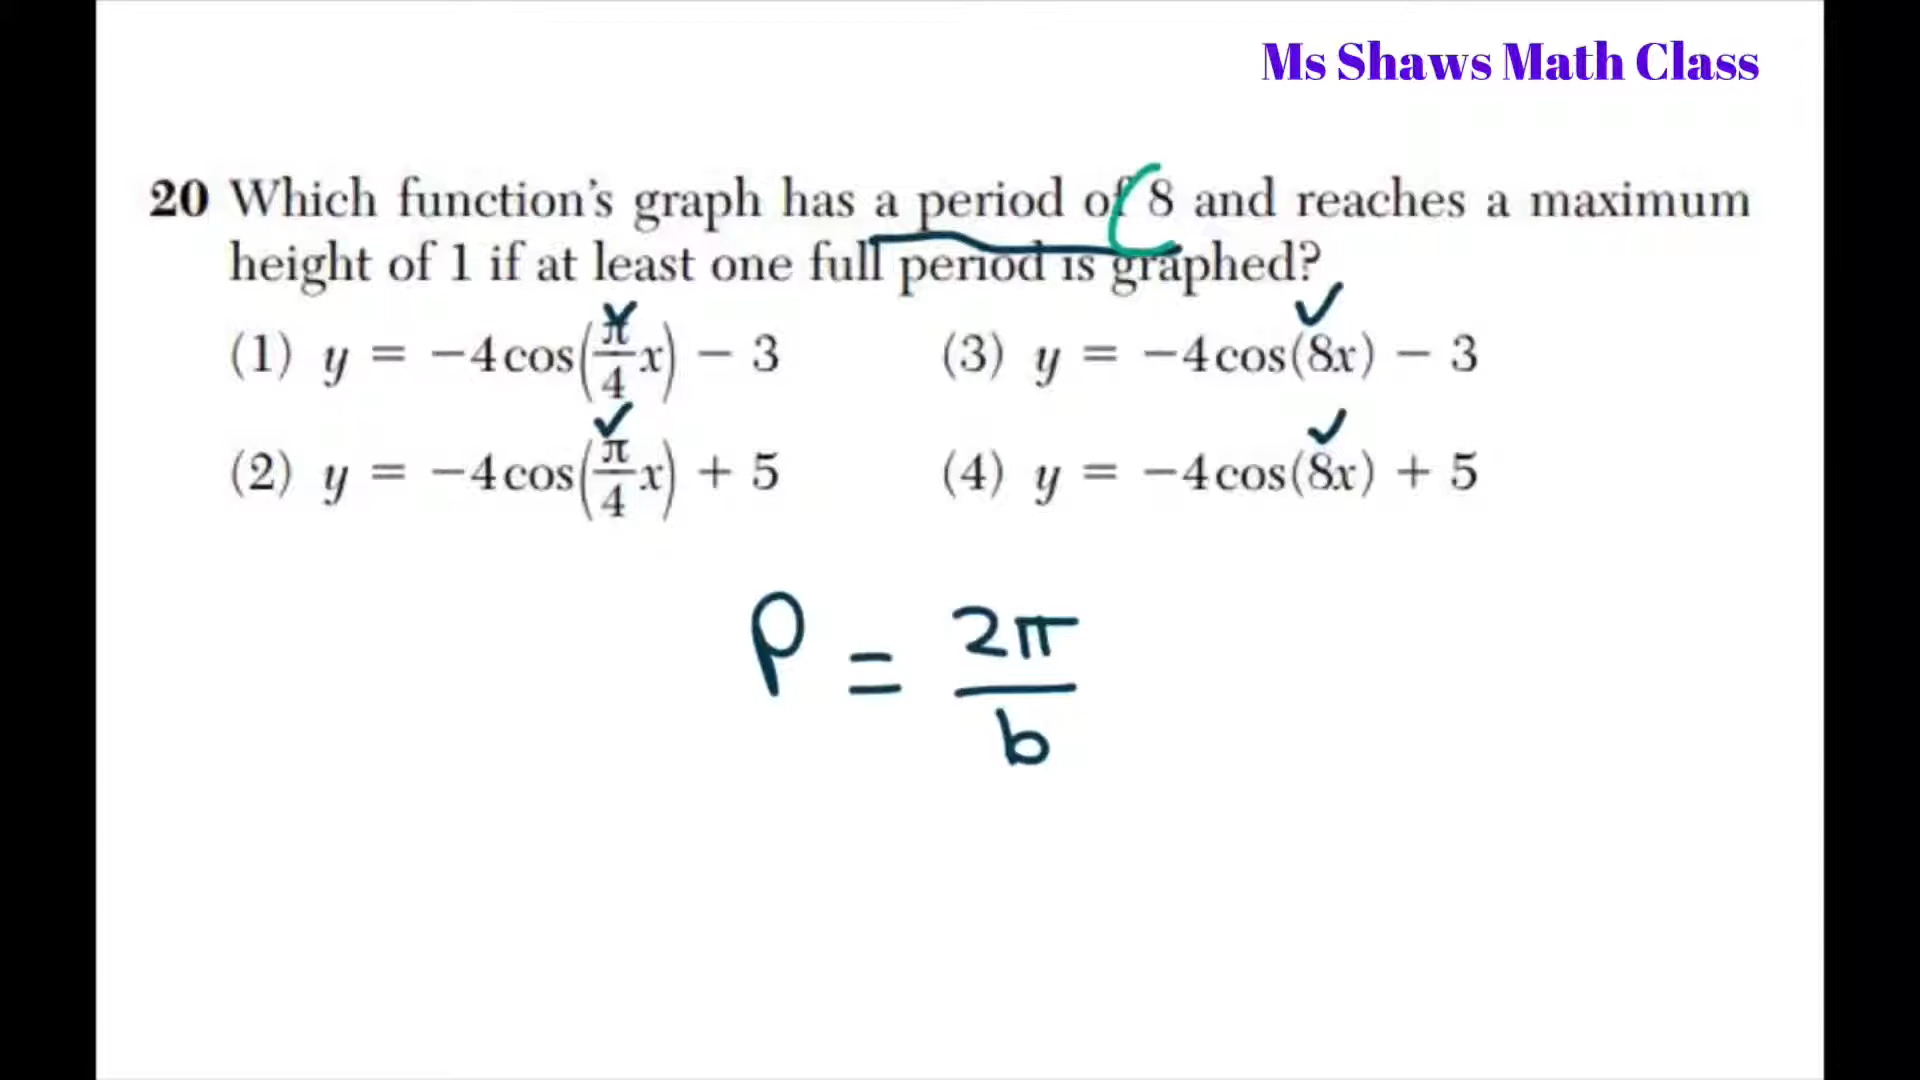 Ms Shaws Math Class
20 Which function's graph has a period of 8 and reaches a maximum
height of 1 if at least one full period is graphed?
(1) y = −4cos(π/4 x) − 3
(3) y = −4cos(8x) − 3
(2) y = −4cos(π/4 x) + 5
(4) y = −4cos(8x) + 5
P = 2π/b